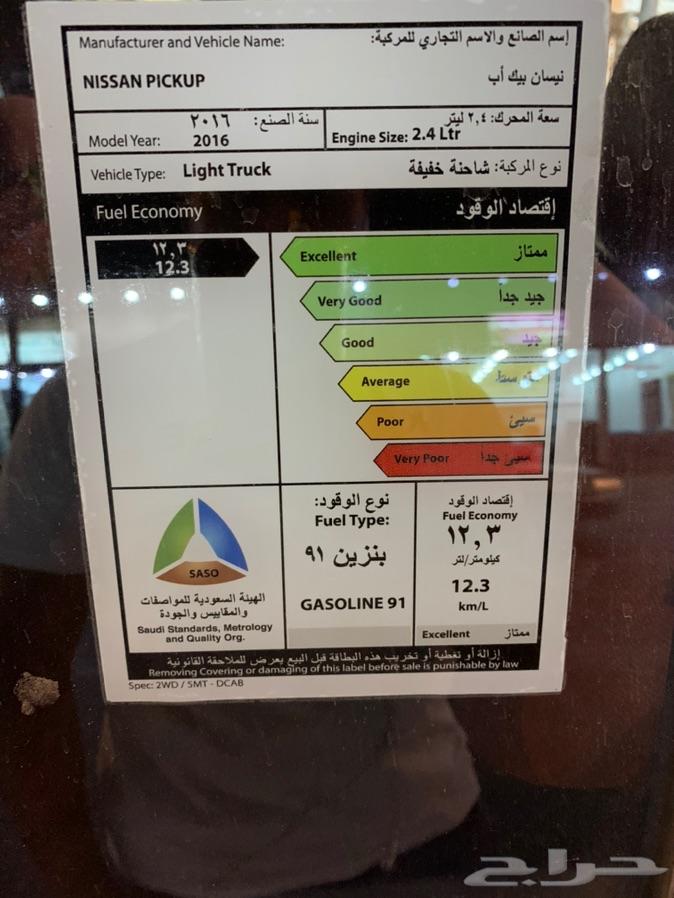 Manufacturer and Vehicle Name: إسم الصانع والاسم التجاري للمركبة:
NISSAN PICKUP نيسان بيك أب
سنة الصنع: ٢٠١٦
Model Year: 2016
سعة المحرك: ٢,٤ ليتر
Engine Size: 2.4 Ltr
Vehicle Type: Light Truck نوع المركبة: شاحنة خفيفة
Fuel Economy إقتصاد الوقود
١٢,٣
12.3
Excellent ممتاز
Very Good جيد جدا
Good جيد
Average
Poor سيئ
Very Poor سيئ جدا
SASO
الهيئة السعودية للمواصفات
والمقاييس والجودة
Saudi Standards, Metrology
and Quality Org.
نوع الوقود:
Fuel Type:
بنزين ٩١
GASOLINE 91
إقتصاد الوقود
Fuel Economy
١٢,٣
كيلومتر/لتر
12.3
km/L
Excellent ممتاز
إزالة أو تغطية أو تخريب هذه البطاقة قبل البيع يعرض للملاحقة القانونية
Removing Covering or damaging of this label before sale is punishable by law
Spec: 2WD / 5MT - DCAB
حراج